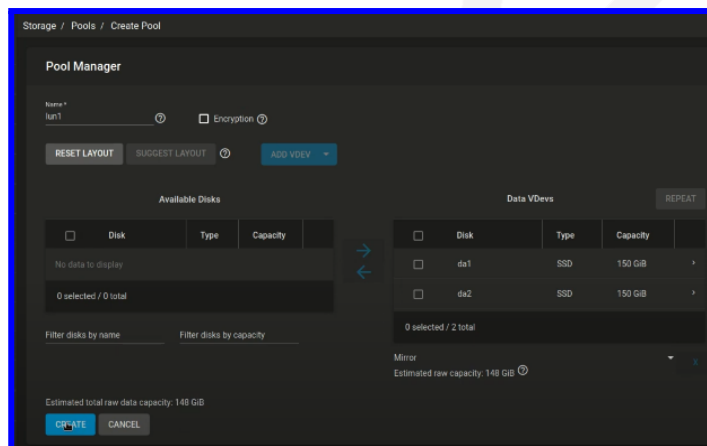 Storage / Pools / Create Pool
Pool Manager
Name *
lun1
Encryption
RESET LAYOUT SUGGEST LAYOUT ADD VDEV
Available Disks
Disk Type Capacity
No data to display
0 selected / 0 total
Filter disks by name Filter disks by capacity
Data VDevs REPEAT
Disk Type Capacity
da1 SSD 150 GiB
da2 SSD 150 GiB
0 selected / 2 total
Mirror
X
Estimated raw capacity: 148 GiB
Estimated total raw data capacity: 148 GiB
CREATE CANCEL